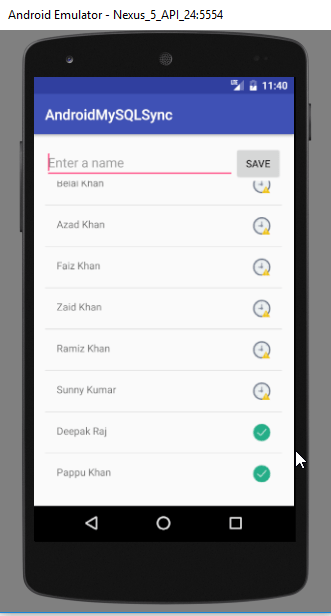 Android Emulator - Nexus_5_API_24:5554
LTE 11:40
AndroidMySQLSync
Enter a name SAVE
Belal Khan
Azad Khan
Faiz Khan
Zaid Khan
Ramiz Khan
Sunny Kumar
Deepak Raj
Pappu Khan